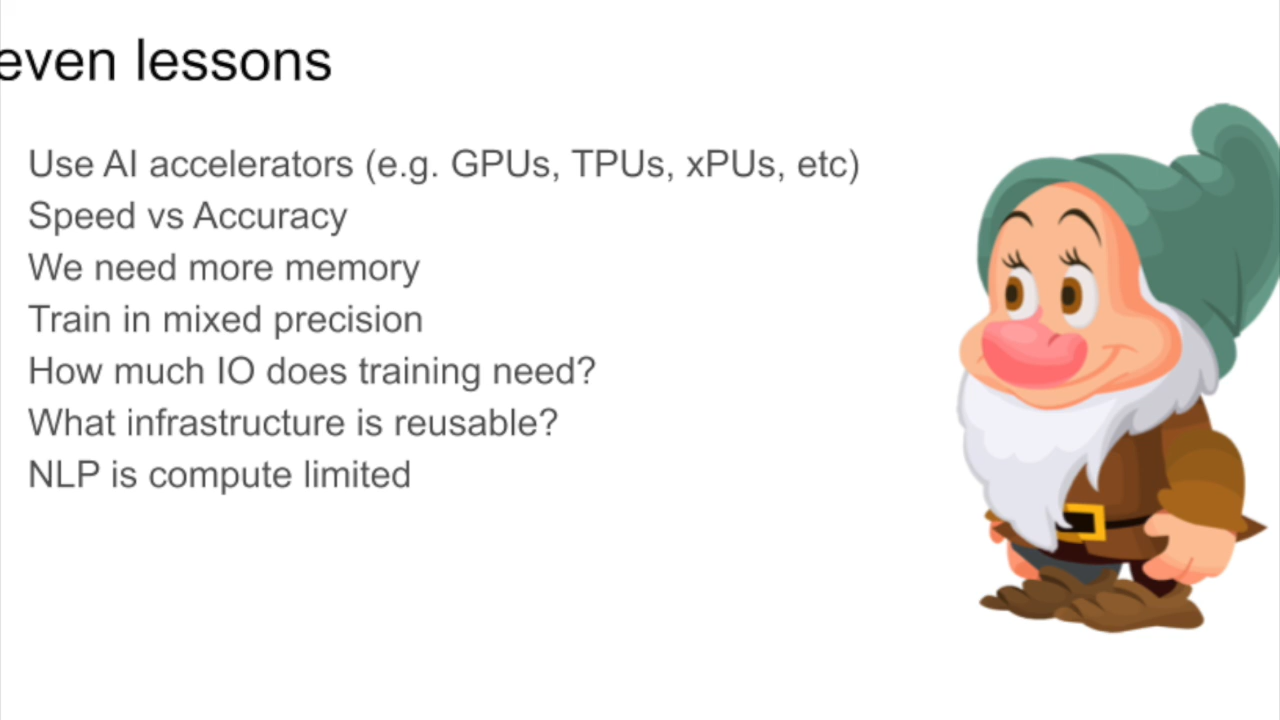 even lessons
Use AI accelerators (e.g. GPUs, TPUs, xPUs, etc)
Speed vs Accuracy
We need more memory
Train in mixed precision
How much IO does training need?
What infrastructure is reusable?
NLP is compute limited